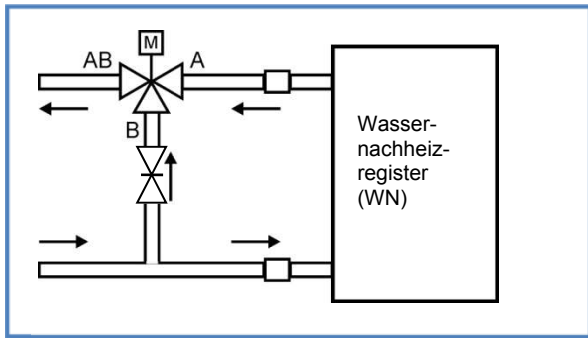 M
AB
A
B
Wasser-
nachheiz-
register
(WN)